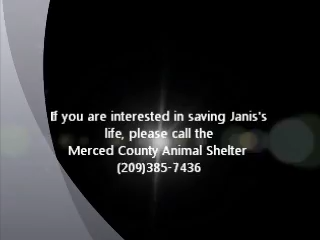 If you are interested in saving Janis's
life, please call the
Merced County Animal Shelter
(209)385-7436